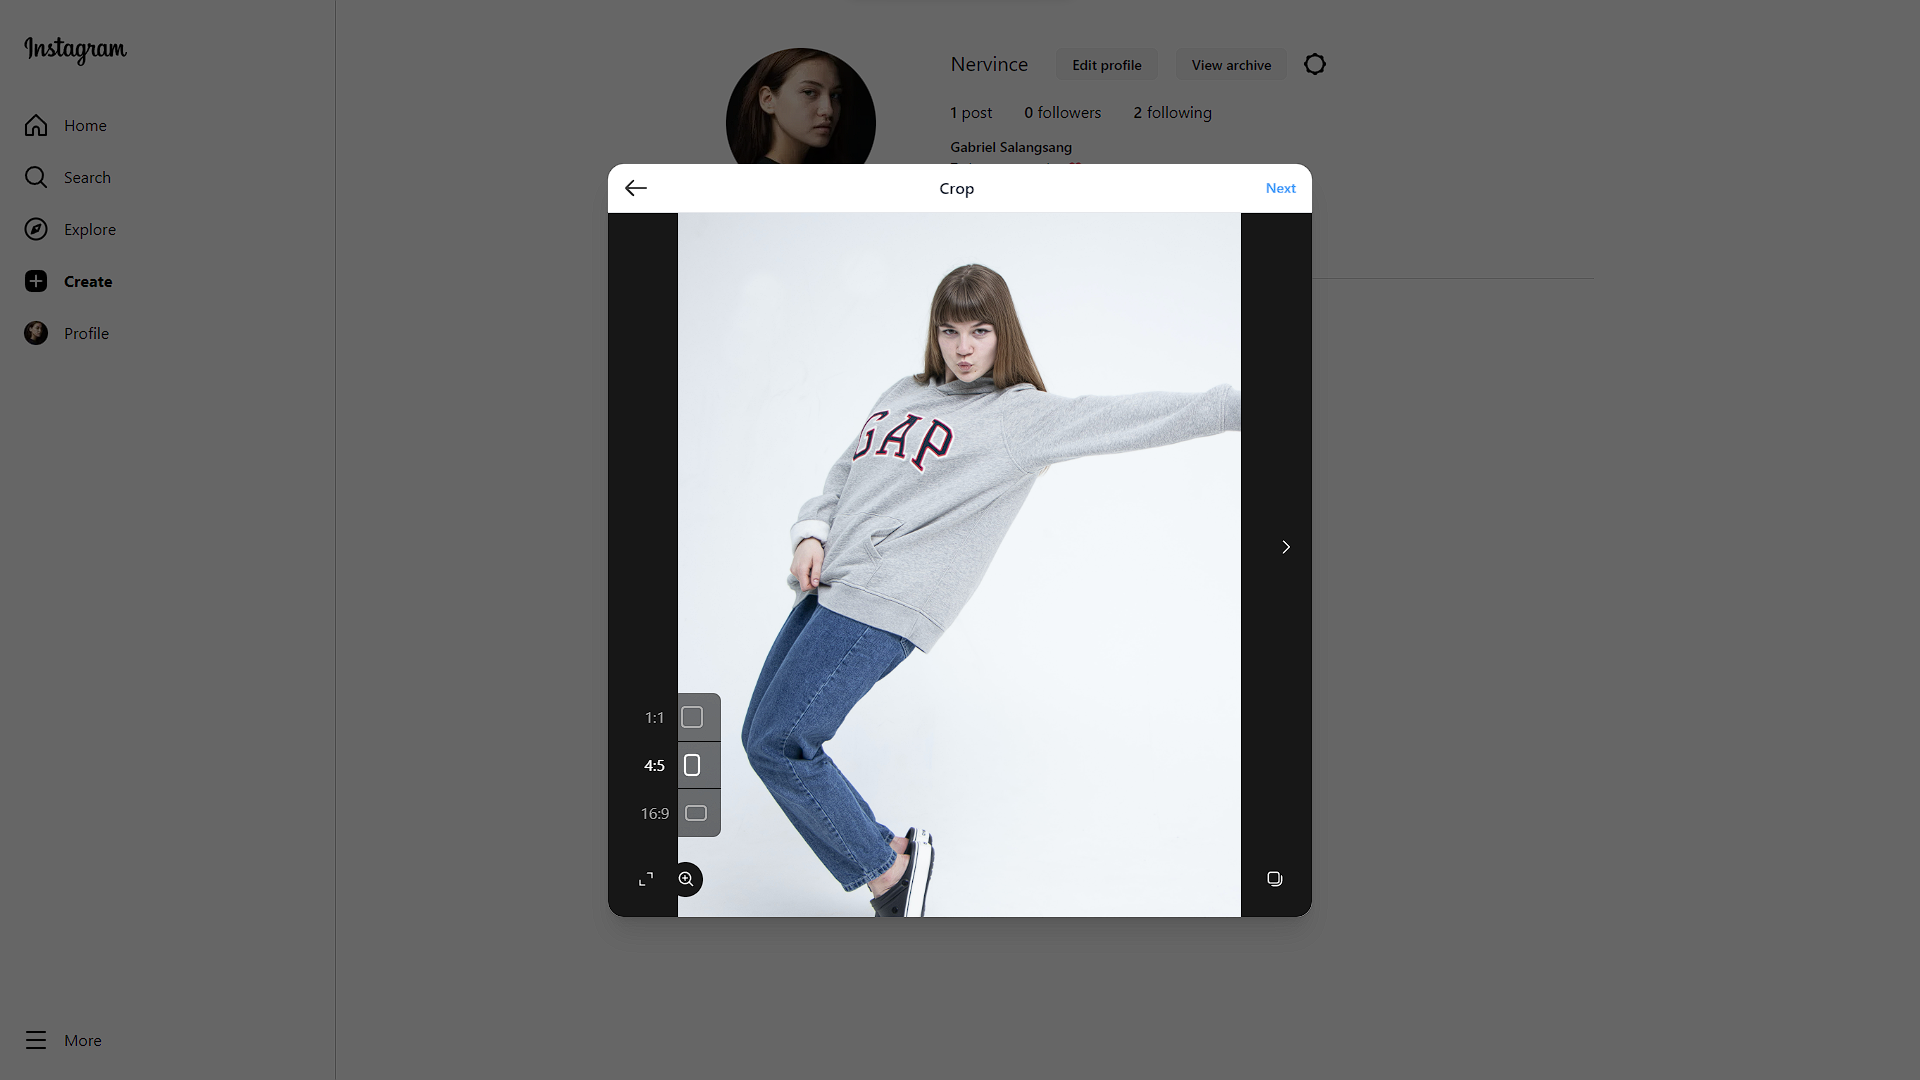 Instagram
Home
Search
Explore
Create
Profile
More
Nervince
Edit profile
View archive
1 post
0 followers
2 following
Gabriel Salangsang
Crop
Next
GAP
1:1
4:5
16:9